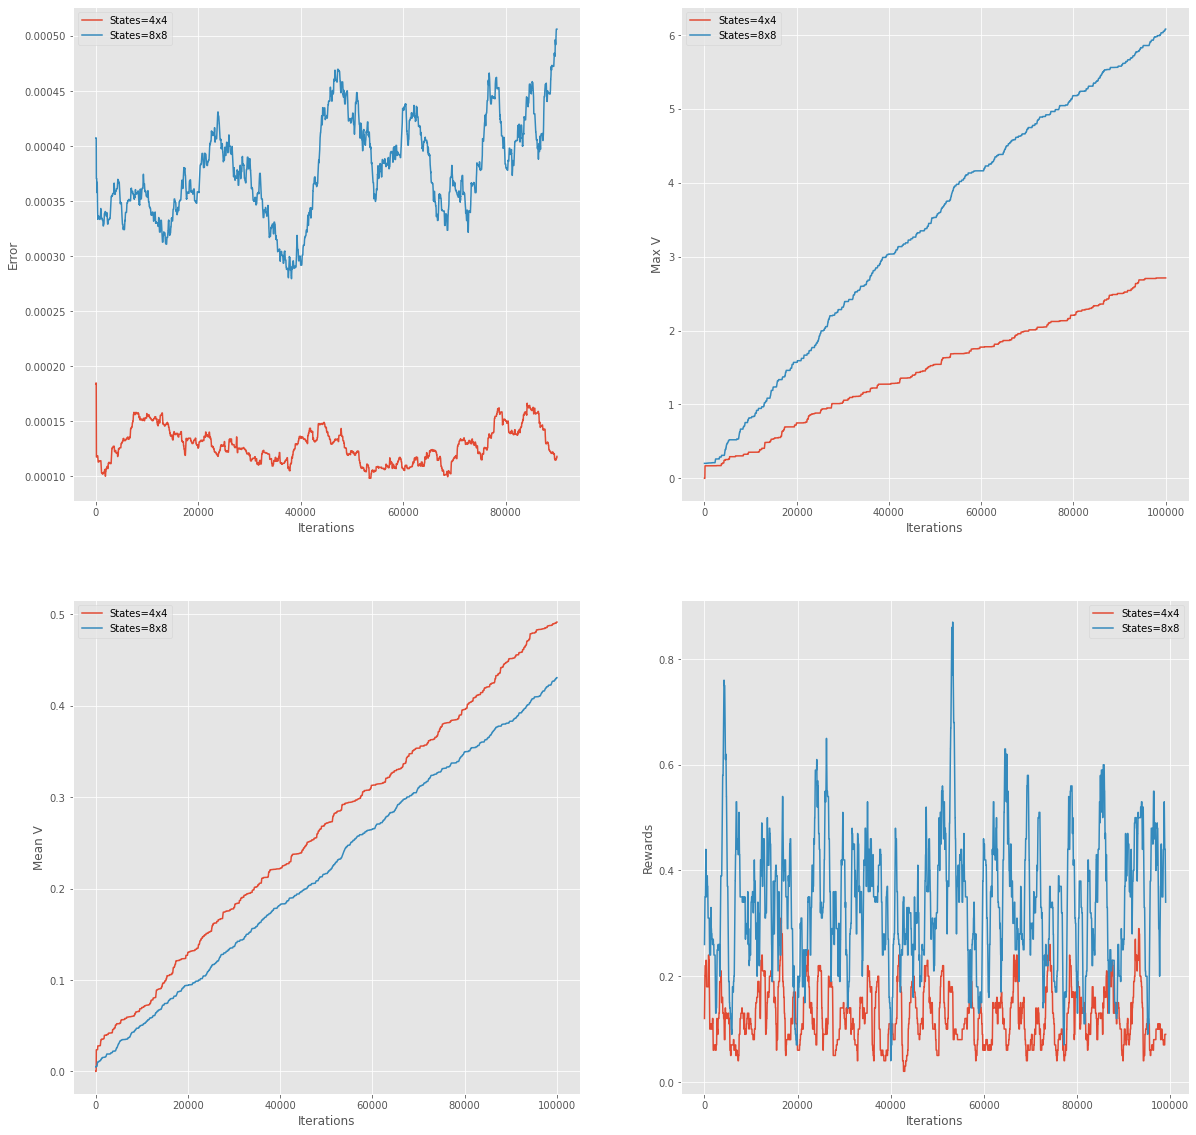 States=4x4
States=8x8
0.00050
0.00045
0.00040
0.00035
0.00030
0.00025
0.00020
0.00015
0.00010
Error
0 20000 40000 60000 80000
Iterations
States=4x4
States=8x8
6
5
4
3
2
1
0
Max V
0 20000 40000 60000 80000 100000
Iterations
States=4x4
States=8x8
0.5
0.4
0.3
0.2
0.1
0.0
Mean V
0 20000 40000 60000 80000 100000
Iterations
States=4x4
States=8x8
0.8
0.6
0.4
0.2
0.0
Rewards
0 20000 40000 60000 80000 100000
Iterations